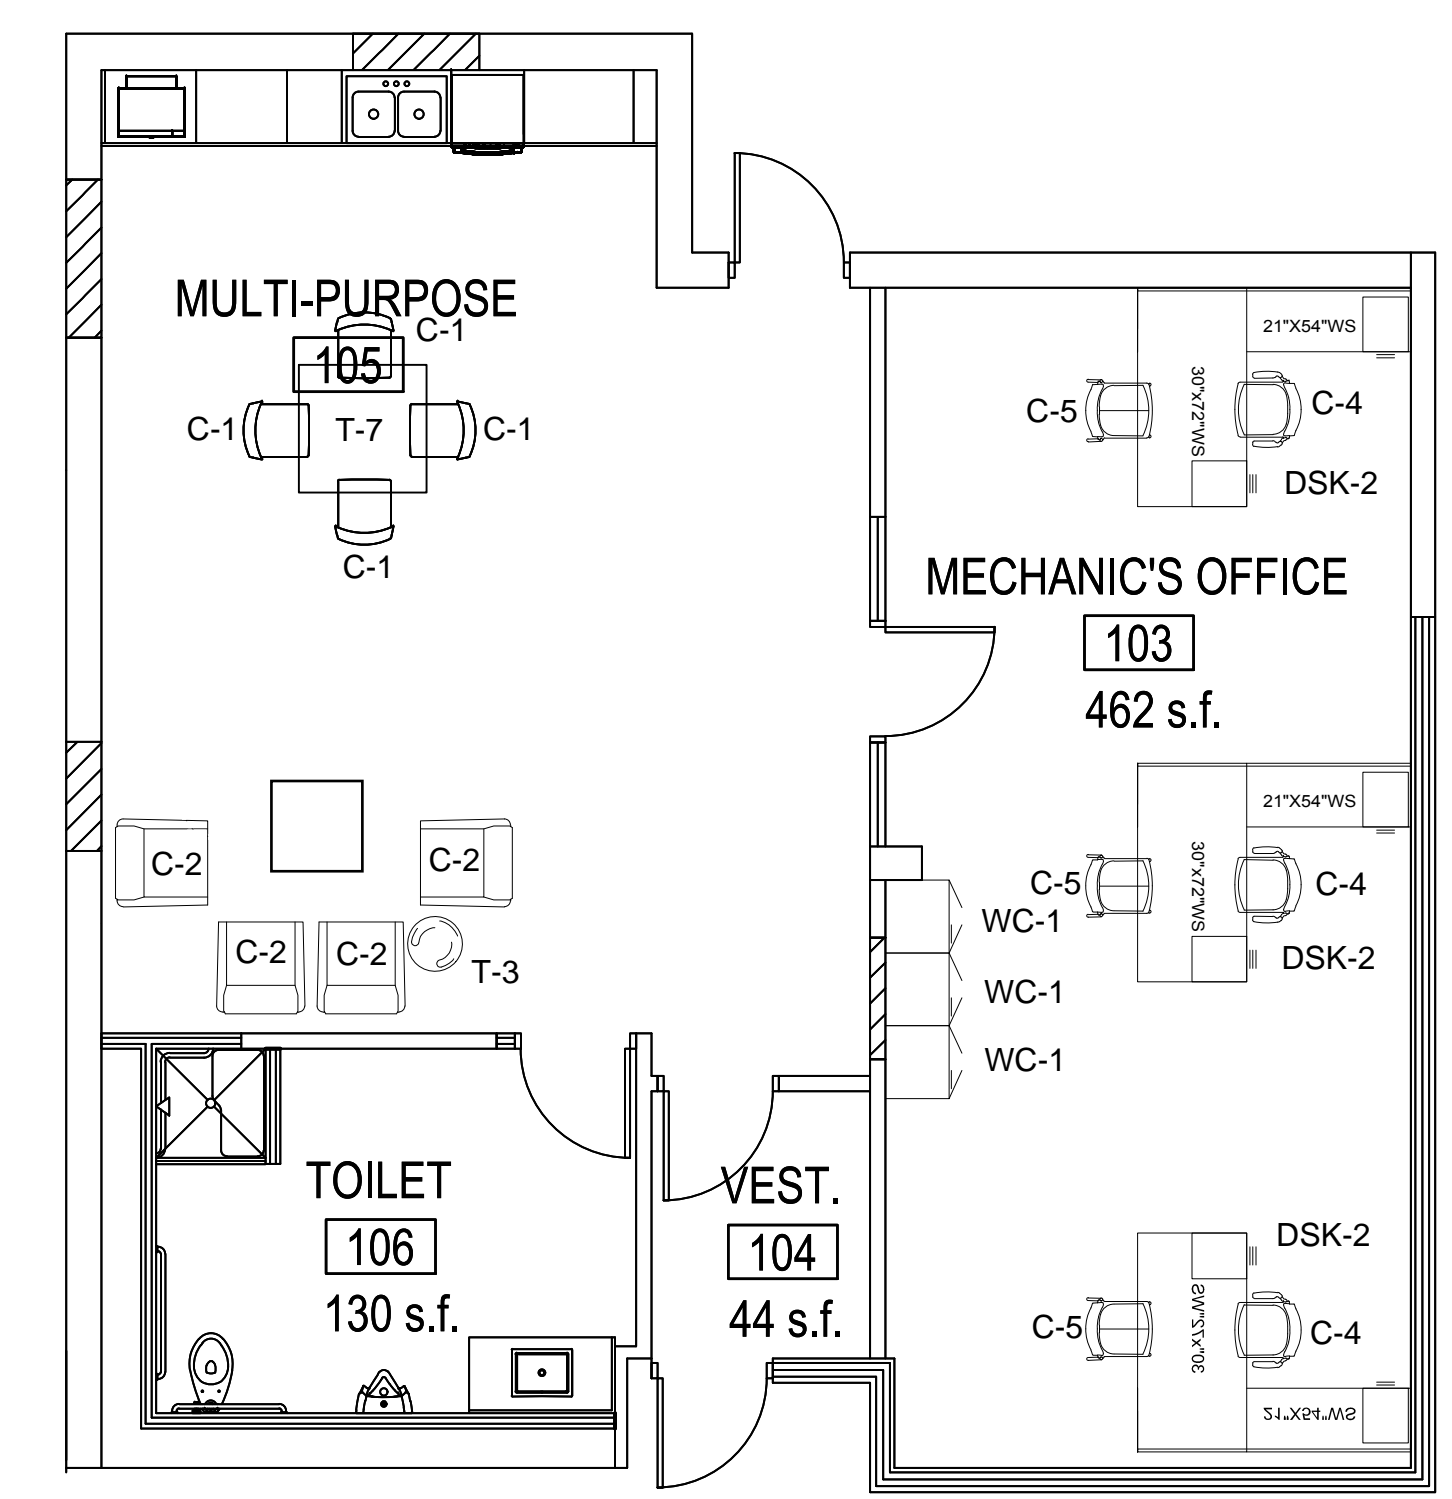 MULTI-PURPOSE
105
C-1
C-1
T-7
C-1
C-1
21"X54"WS
30"x72"WS
C-5
C-4
DSK-2
MECHANIC'S OFFICE
103
462 s.f.
21"X54"WS
30"x72"WS
C-5
C-4
DSK-2
C-2
C-2
C-2
C-2
T-3
WC-1
WC-1
WC-1
TOILET
106
130 s.f.
VEST.
104
44 s.f.
DSK-2
30"x72"WS
C-5
C-4
21"X54"WS